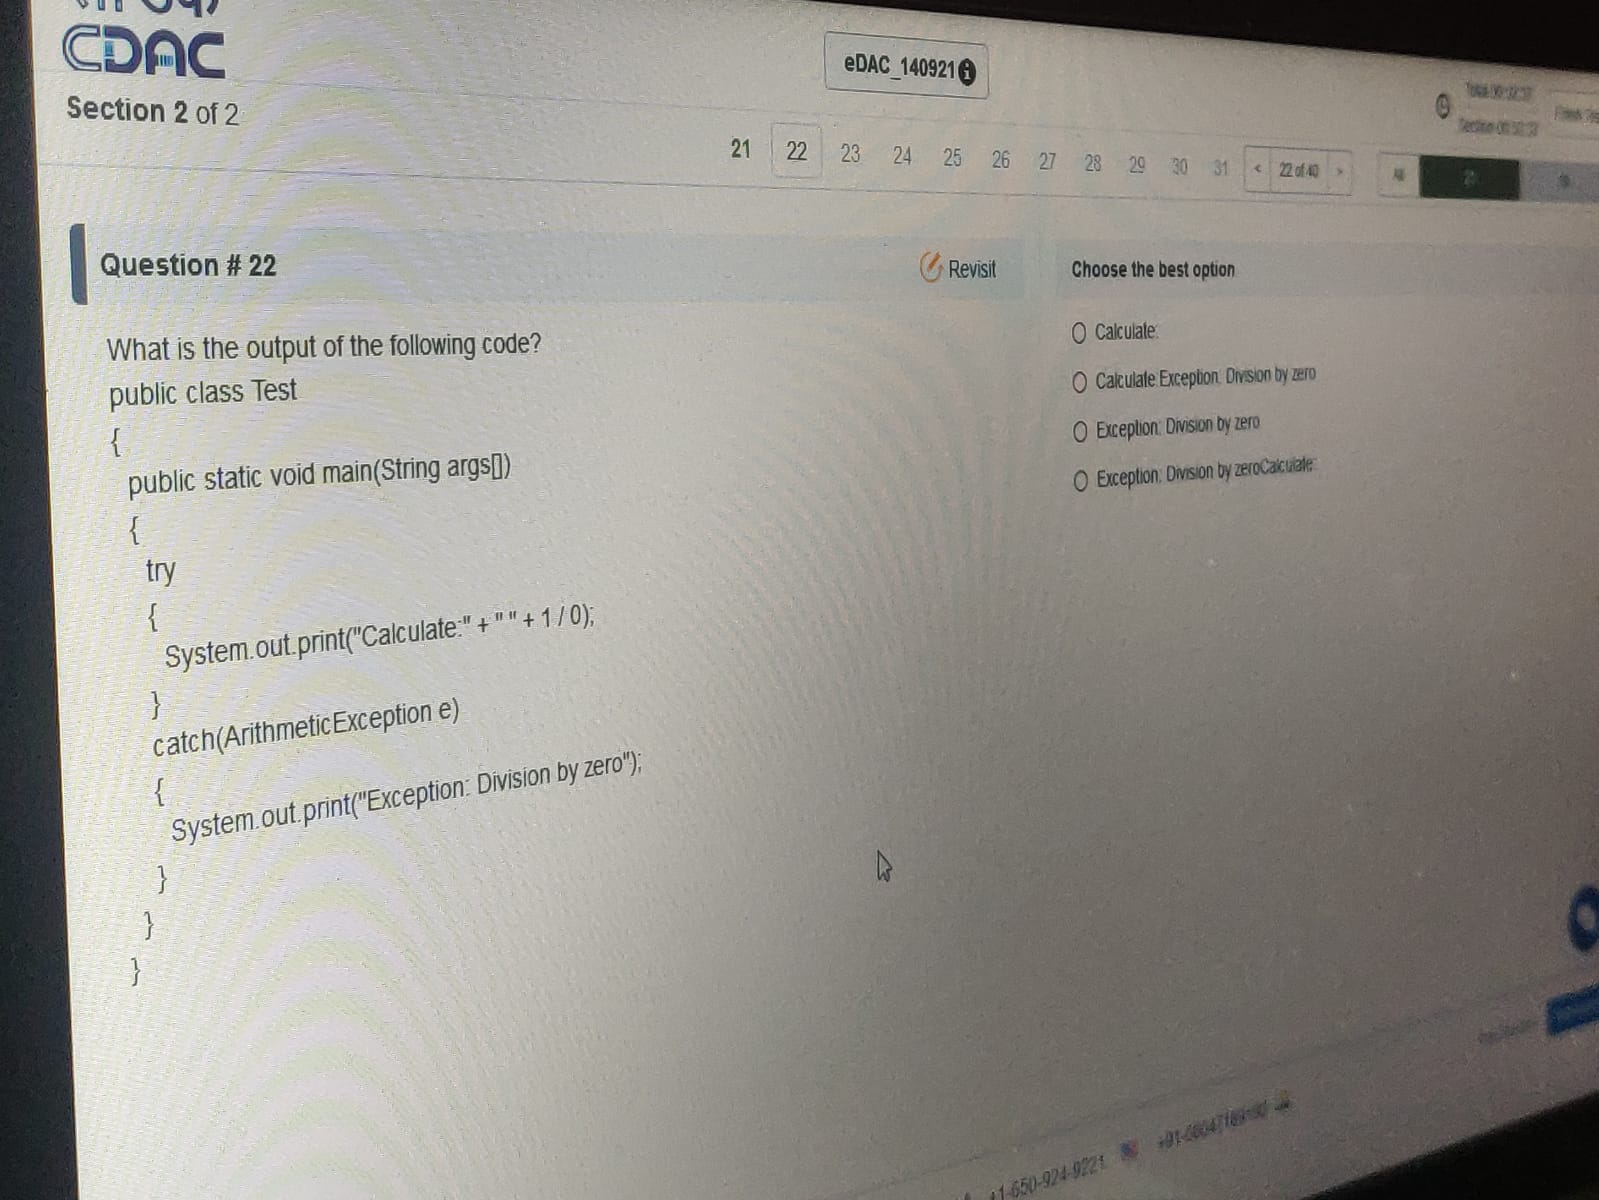 CDAC
eDAC_140921
Section 2 of 2
21 22 23 24 25 26 27 28 29 30 31 < 22 of 40 >
Question # 22
Revisit
Choose the best option
What is the output of the following code?
public class Test
{
public static void main(String args[])
{
try
{
System.out.print("Calculate:" + " " + 1 / 0);
}
catch(ArithmeticException e)
{
System.out.print("Exception: Division by zero");
}
}
}
Calculate:
Calculate:Exception: Division by zero
Exception: Division by zero
Exception: Division by zeroCalculate:
+1-650-924-9221